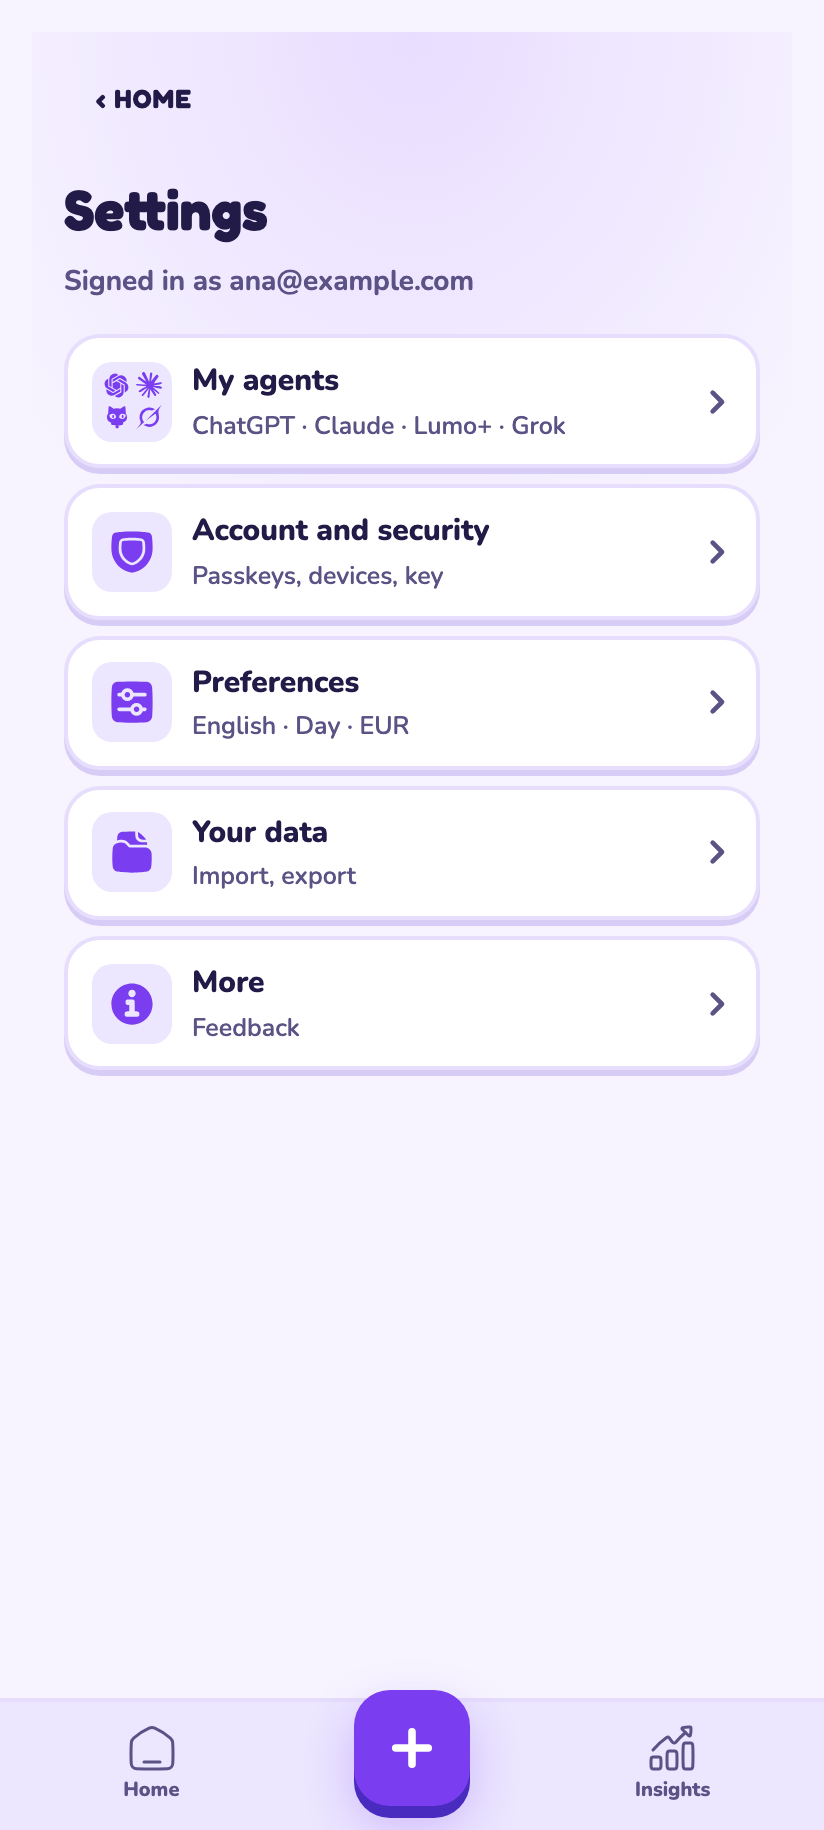 ‹ HOME
Settings
Signed in as ana@example.com
My agents
ChatGPT · Claude · Lumo+ · Grok
Account and security
Passkeys, devices, key
Preferences
English · Day · EUR
Your data
Import, export
More
Feedback
Home
Insights